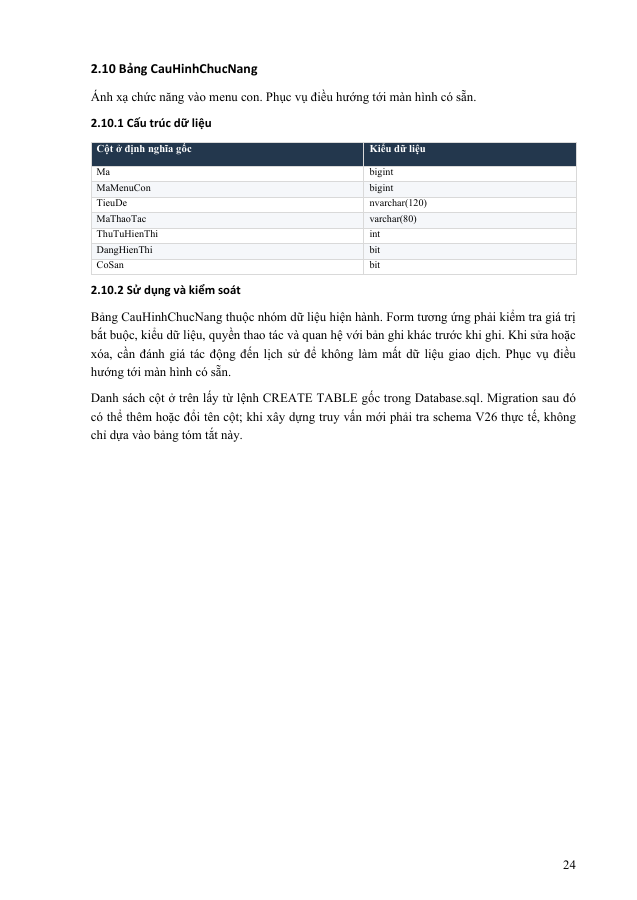 2.10 Bảng CauHinhChucNang
Ánh xạ chức năng vào menu con. Phục vụ điều hướng tới màn hình có sẵn.
2.10.1 Cấu trúc dữ liệu
Cột ở định nghĩa gốc Kiểu dữ liệu
Ma bigint
MaMenuCon bigint
TieuDe nvarchar(120)
MaThaoTac varchar(80)
ThuTuHienThi int
DangHienThi bit
CoSan bit
2.10.2 Sử dụng và kiểm soát
Bảng CauHinhChucNang thuộc nhóm dữ liệu hiện hành. Form tương ứng phải kiểm tra giá trị
bắt buộc, kiểu dữ liệu, quyền thao tác và quan hệ với bản ghi khác trước khi ghi. Khi sửa hoặc
xóa, cần đánh giá tác động đến lịch sử để không làm mất dữ liệu giao dịch. Phục vụ điều
hướng tới màn hình có sẵn.
Danh sách cột ở trên lấy từ lệnh CREATE TABLE gốc trong Database.sql. Migration sau đó
có thể thêm hoặc đổi tên cột; khi xây dựng truy vấn mới phải tra schema V26 thực tế, không
chỉ dựa vào bảng tóm tắt này.
24